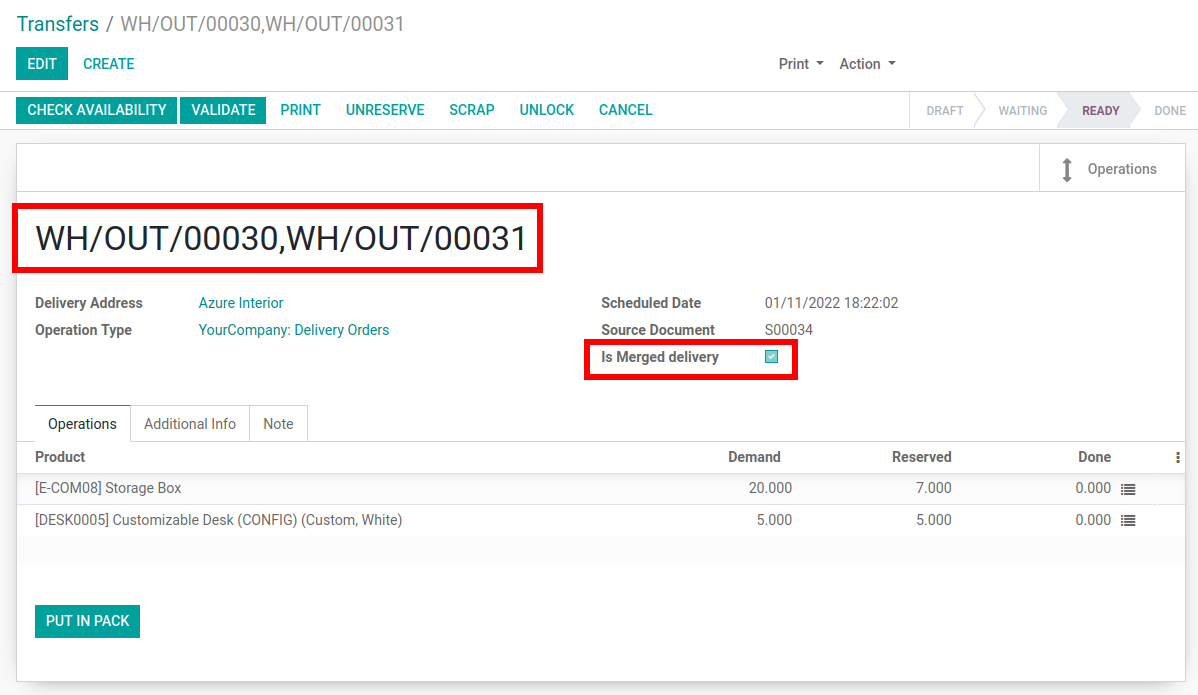 Transfers / WH/OUT/00030,WH/OUT/00031
EDIT CREATE Print Action
CHECK AVAILABILITY VALIDATE PRINT UNRESERVE SCRAP UNLOCK CANCEL DRAFT WAITING READY DONE
Operations
WH/OUT/00030,WH/OUT/00031
Delivery Address Azure Interior Scheduled Date 01/11/2022 18:22:02
Operation Type YourCompany: Delivery Orders Source Document S00034
Is Merged delivery
Operations Additional Info Note
Product Demand Reserved Done
[E-COM08] Storage Box 20.000 7.000 0.000
[DESK0005] Customizable Desk (CONFIG) (Custom, White) 5.000 5.000 0.000
PUT IN PACK